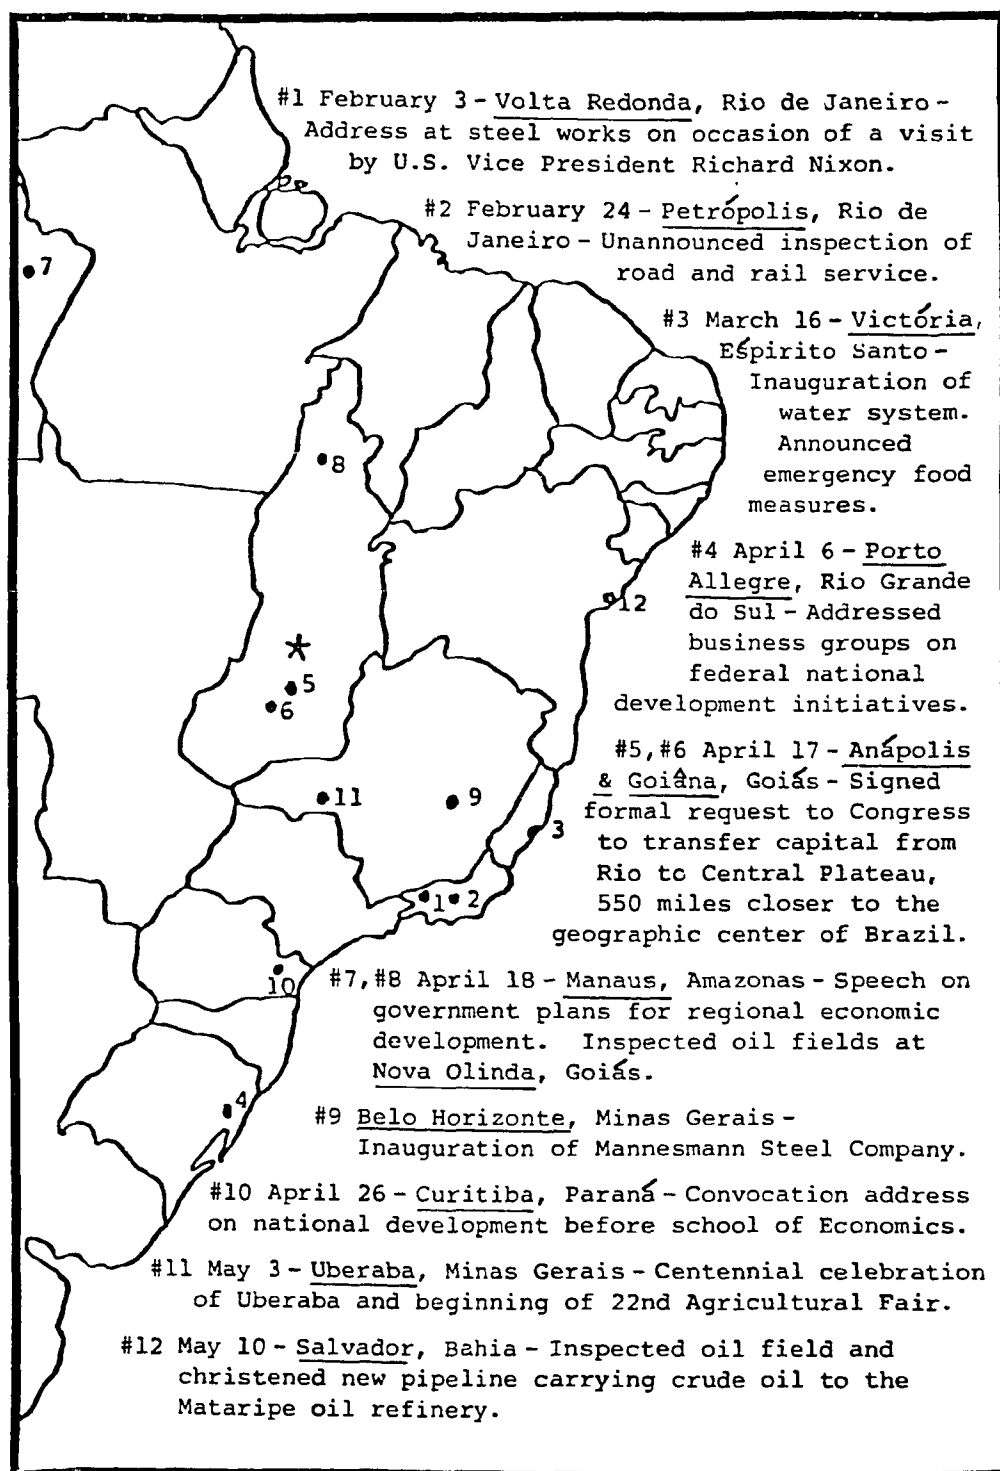 #1 February 3 - Volta Redonda, Rio de Janeiro -
Address at steel works on occasion of a visit
by U.S. Vice President Richard Nixon.
#2 February 24 - Petrópolis, Rio de
Janeiro - Unannounced inspection of
road and rail service.
#3 March 16 - Victória,
Espirito Santo -
Inauguration of
water system.
Announced
emergency food
measures.
#4 April 6 - Porto
Allegre, Rio Grande
do Sul - Addressed
business groups on
federal national
development initiatives.
#5,#6 April 17 - Anápolis
& Goiâna, Goiás - Signed
formal request to Congress
to transfer capital from
Rio to Central Plateau,
550 miles closer to the
geographic center of Brazil.
#7,#8 April 18 - Manaus, Amazonas - Speech on
government plans for regional economic
development. Inspected oil fields at
Nova Olinda, Goiás.
#9 Belo Horizonte, Minas Gerais -
Inauguration of Mannesmann Steel Company.
#10 April 26 - Curitiba, Paraná - Convocation address
on national development before school of Economics.
#11 May 3 - Uberaba, Minas Gerais - Centennial celebration
of Uberaba and beginning of 22nd Agricultural Fair.
#12 May 10 - Salvador, Bahia - Inspected oil field and
christened new pipeline carrying crude oil to the
Mataripe oil refinery.
7
8
12
5
6
11
9
3
1
2
10
4